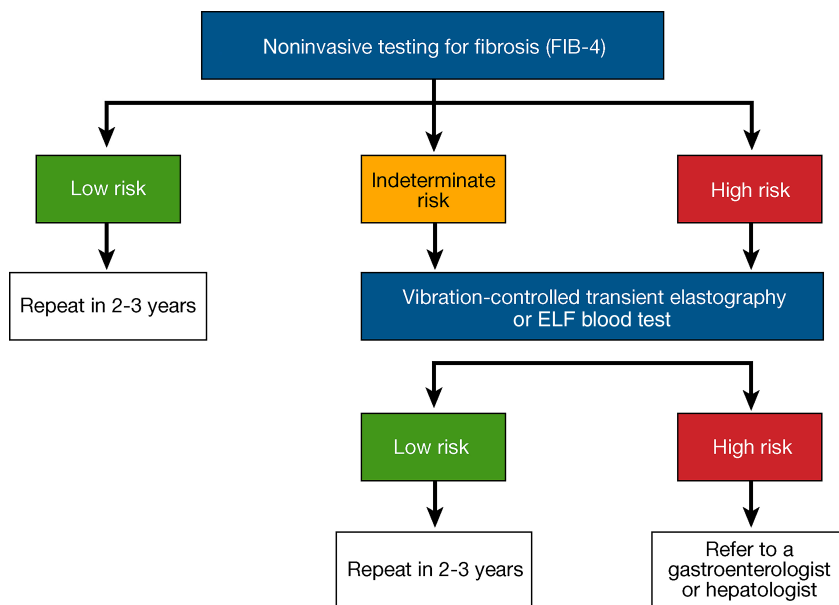 Noninvasive testing for fibrosis (FIB-4)
Low risk
Indeterminate
risk
High risk
Repeat in 2-3 years
Vibration-controlled transient elastography
or ELF blood test
Low risk
High risk
Repeat in 2-3 years
Refer to a
gastroenterologist
or hepatologist